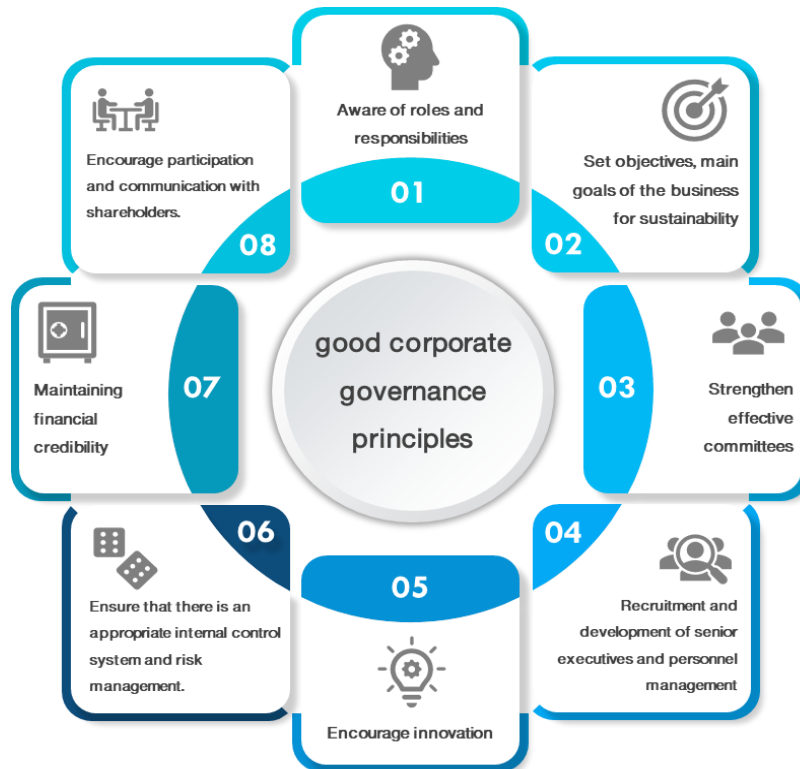 good corporate
governance
principles
Aware of roles and
responsibilities
01
Set objectives, main
goals of the business
for sustainability
02
03
Strengthen
effective
committees
04
Recruitment and
development of senior
executives and personnel
management
05
Encourage innovation
06
Ensure that there is an
appropriate internal control
system and risk
management.
07
Maintaining
financial
credibility
Encourage participation
and communication with
shareholders.
08